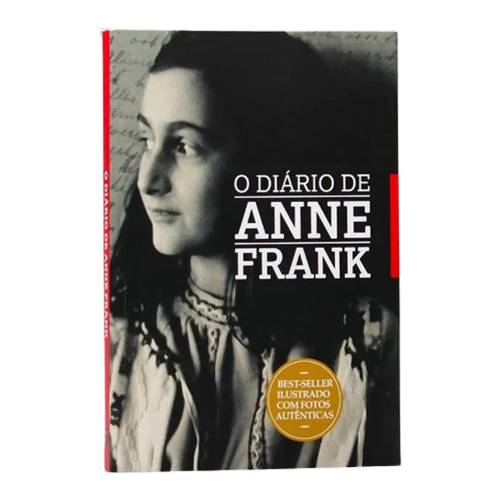 O DIÁRIO DE
ANNE
FRANK
BEST-SELLER
ILUSTRADO
COM FOTOS
AUTÊNTICAS
O DIÁRIO DE ANNE FRANK